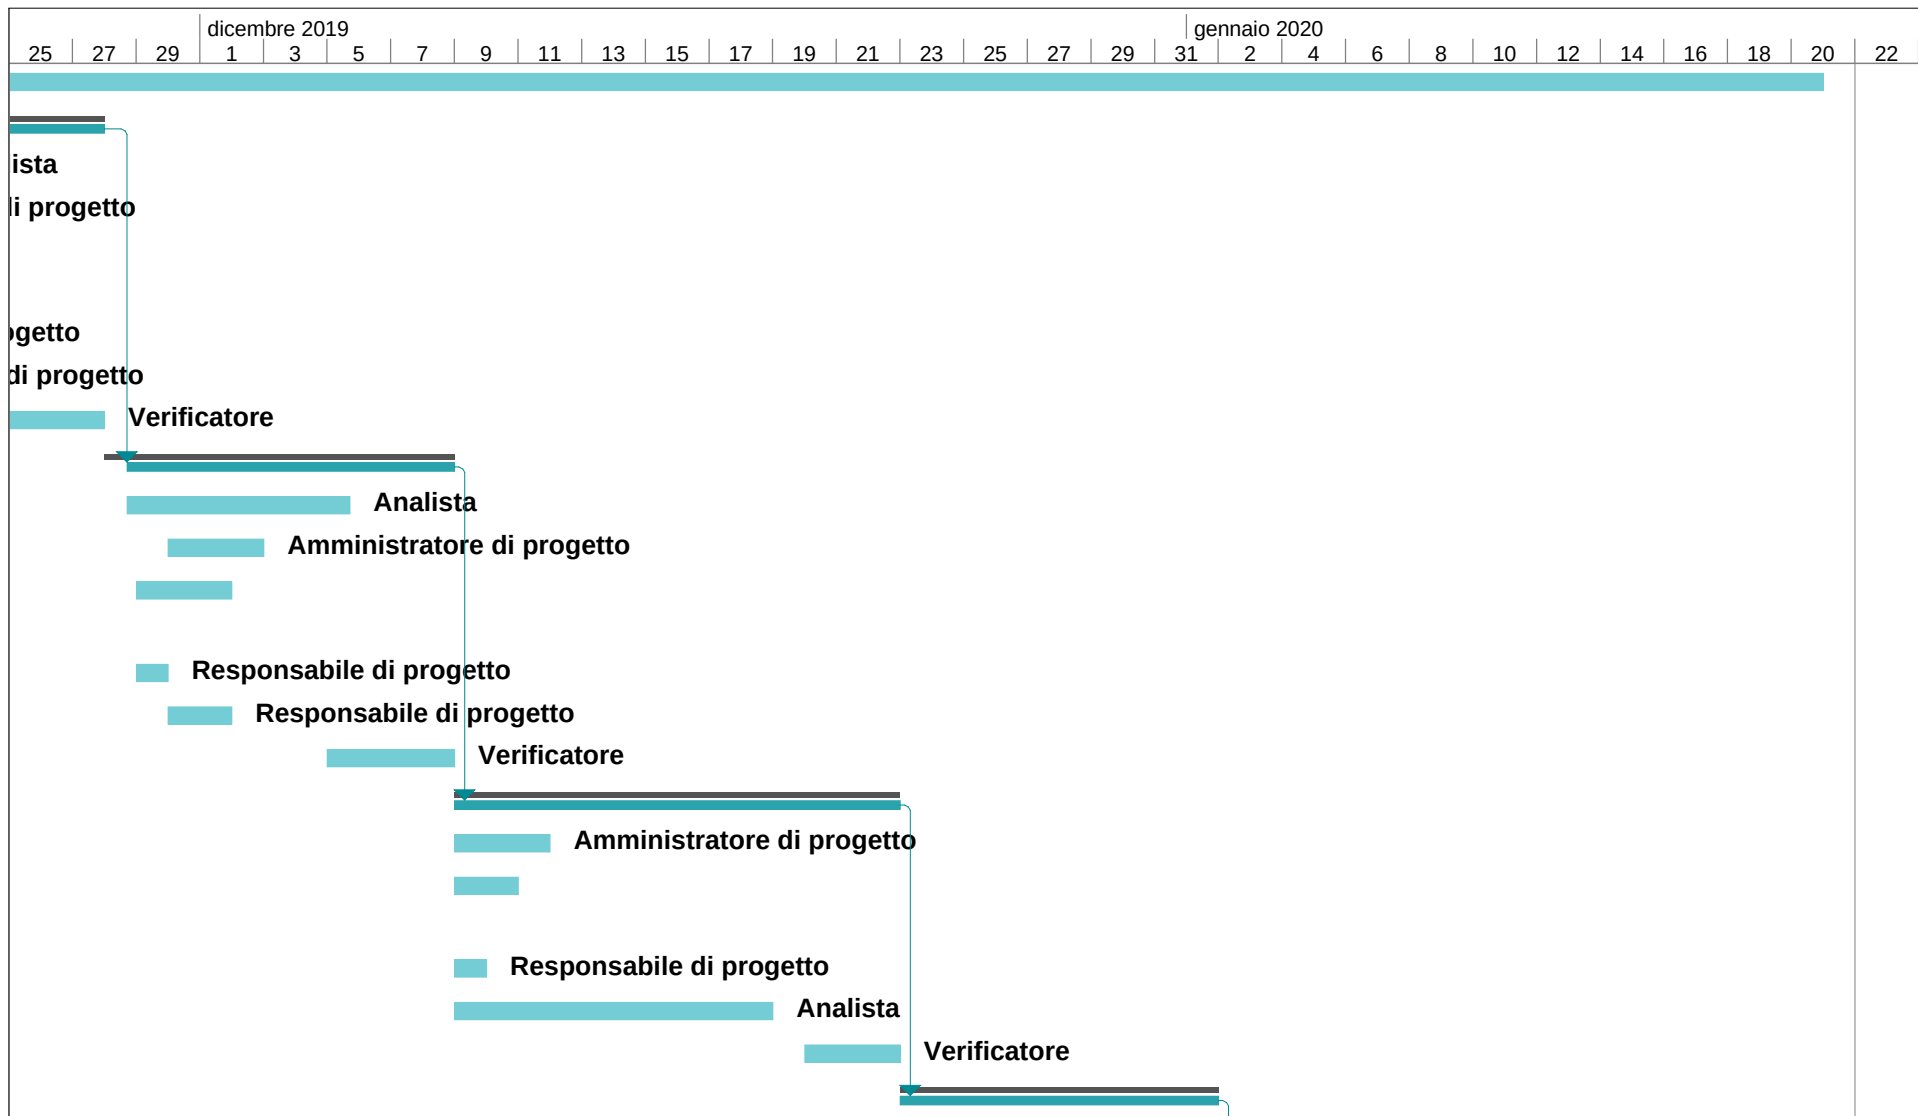 dicembre 2019 gennaio 2020
25 27 29 1 3 5 7 9 11 13 15 17 19 21 23 25 27 29 31 2 4 6 8 10 12 14 16 18 20 22
ista
di progetto
ogetto
di progetto
Verificatore
Analista
Amministratore di progetto
Responsabile di progetto
Responsabile di progetto
Verificatore
Amministratore di progetto
Responsabile di progetto
Analista
Verificatore